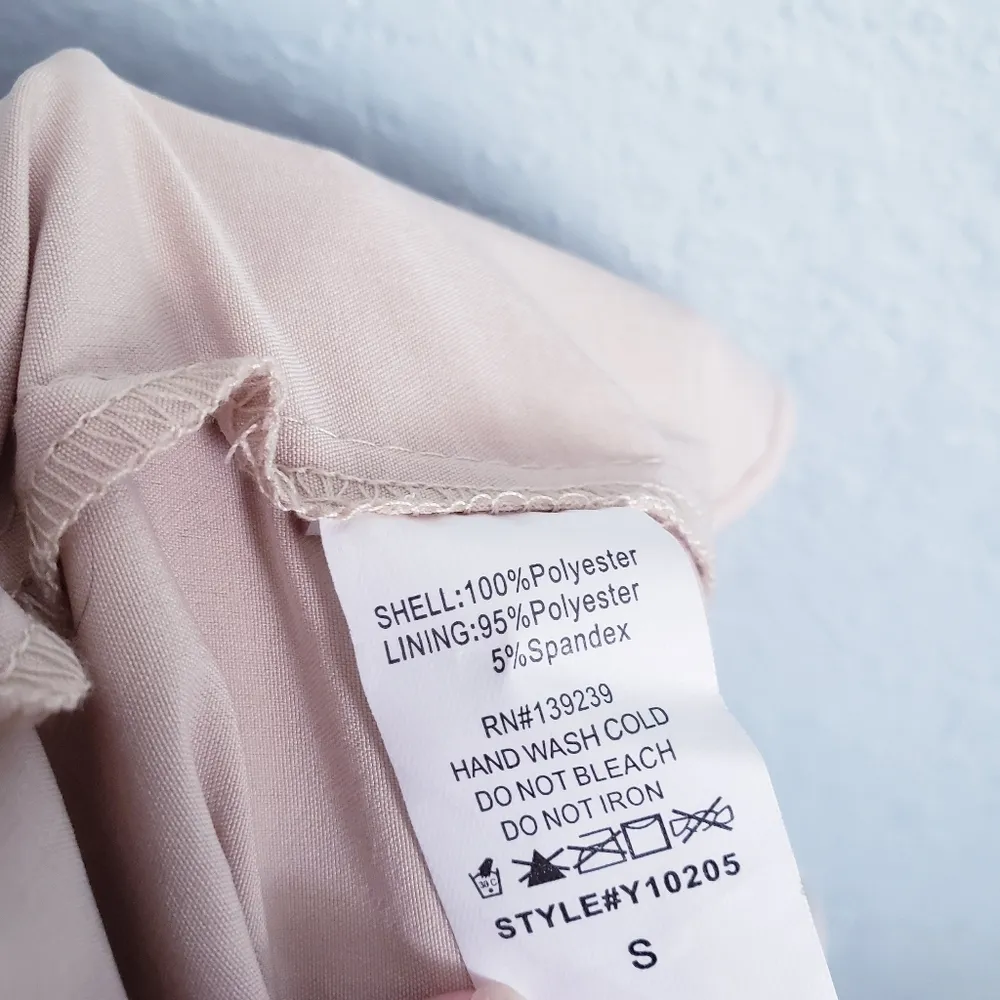 SHELL:100%Polyester
LINING:95%Polyester
5%Spandex
RN#139239
HAND WASH COLD
DO NOT BLEACH
DO NOT IRON
30 C
STYLE#Y10205
S